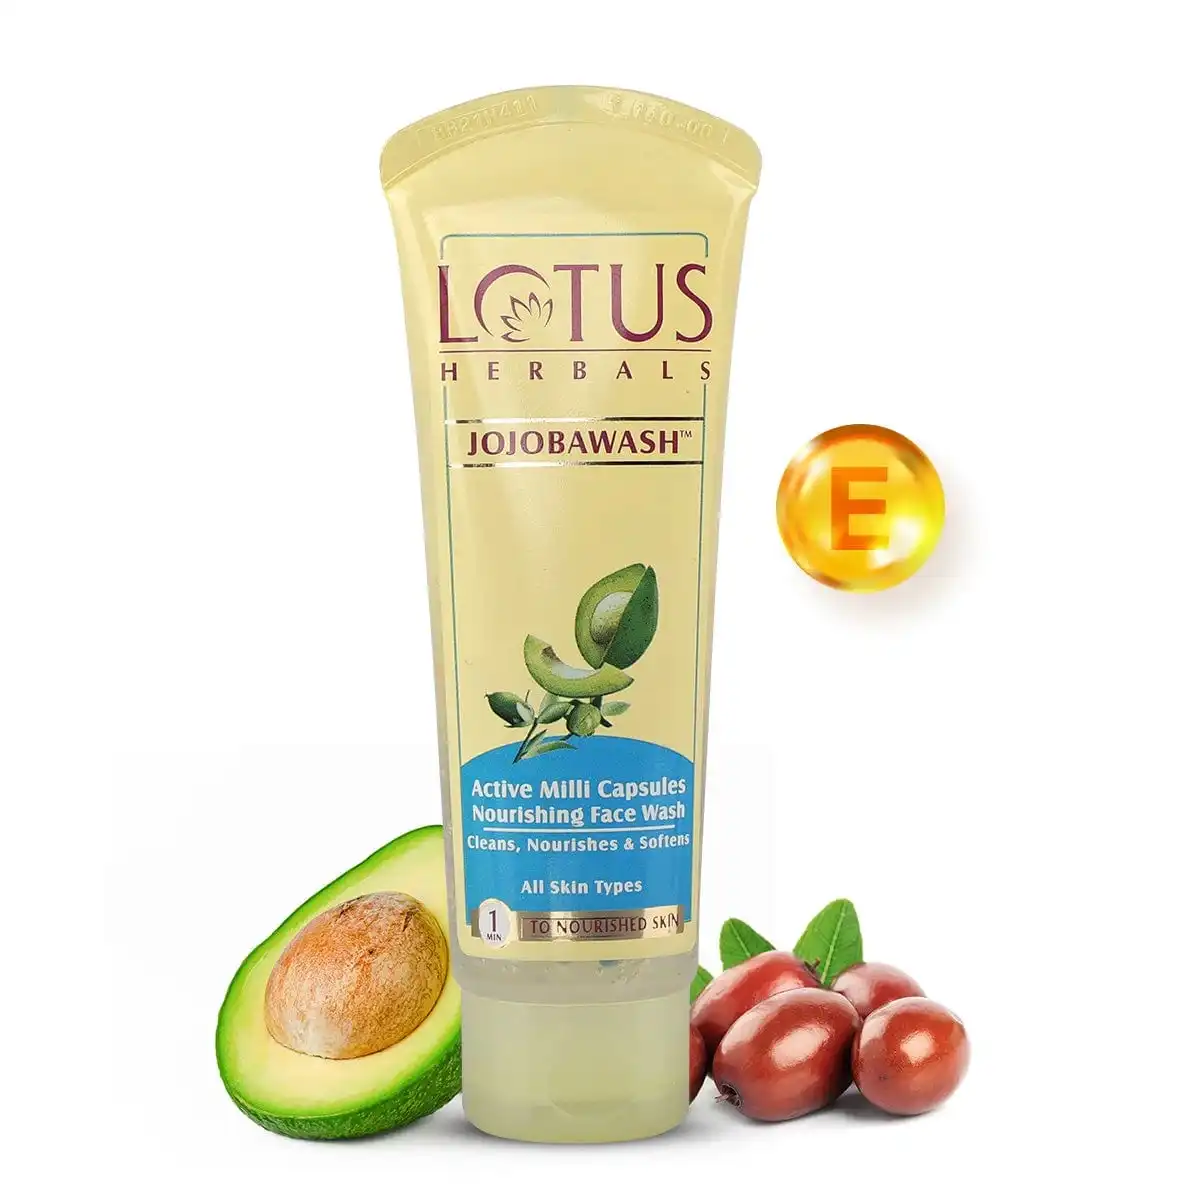 LOTUS
HERBALS
JOJOBAWASH™
E
Active Milli Capsules
Nourishing Face Wash
Cleans, Nourishes & Softens
All Skin Types
1
MIN
TO NOURISHED SKIN